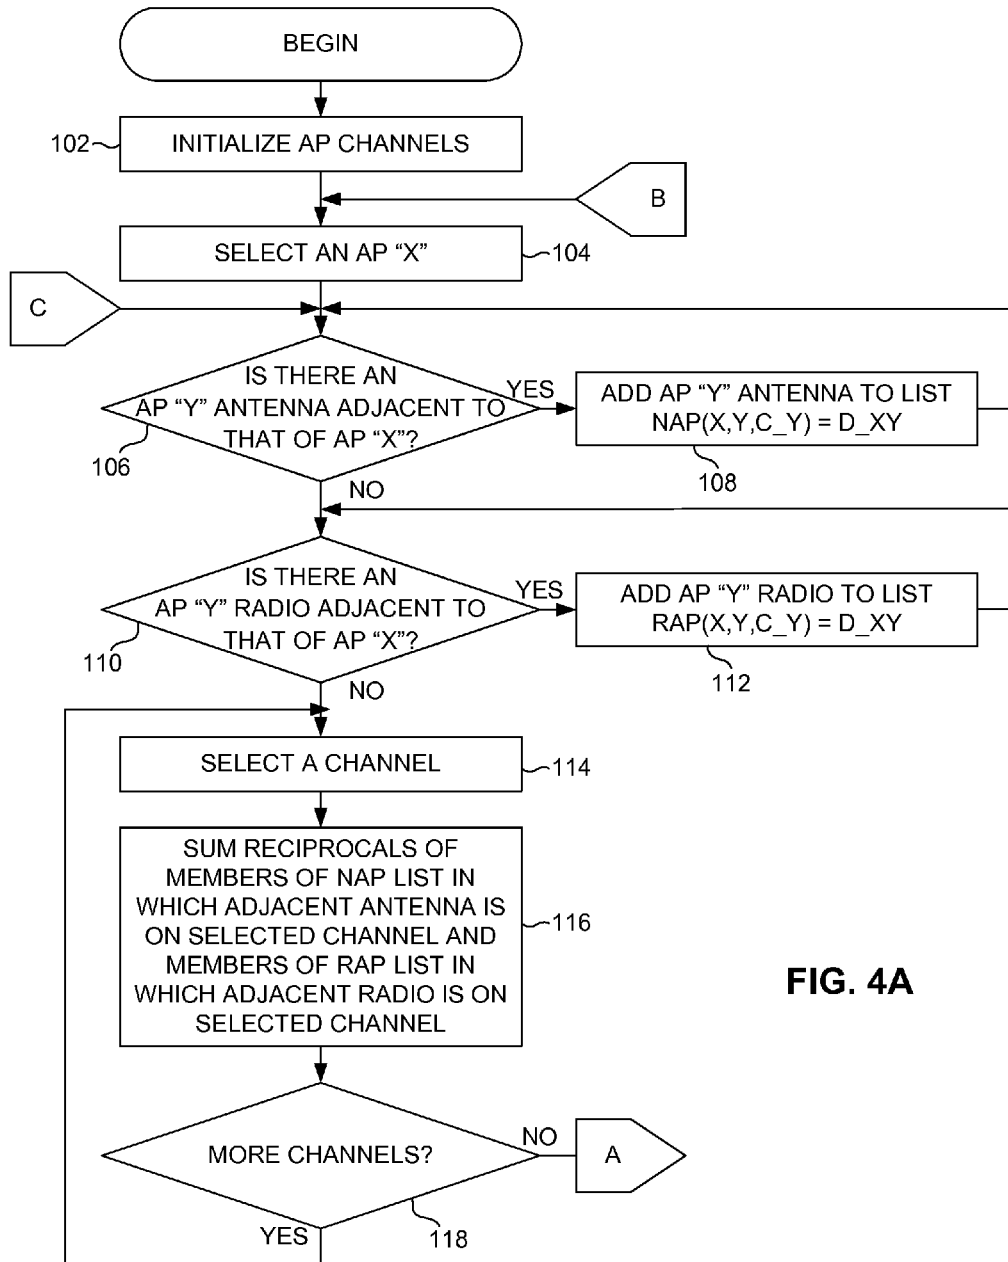 BEGIN
102
INITIALIZE AP CHANNELS
B
SELECT AN AP “X”
104
C
IS THERE AN
AP “Y” ANTENNA ADJACENT TO
THAT OF AP “X”?
106
YES
ADD AP “Y” ANTENNA TO LIST
NAP(X,Y,C_Y) = D_XY
108
NO
IS THERE AN
AP “Y” RADIO ADJACENT TO
THAT OF AP “X”?
110
YES
ADD AP “Y” RADIO TO LIST
RAP(X,Y,C_Y) = D_XY
112
NO
SELECT A CHANNEL
114
SUM RECIPROCALS OF
MEMBERS OF NAP LIST IN
WHICH ADJACENT ANTENNA IS
ON SELECTED CHANNEL AND
MEMBERS OF RAP LIST IN
WHICH ADJACENT RADIO IS ON
SELECTED CHANNEL
116
FIG. 4A
MORE CHANNELS?
NO
A
118
YES